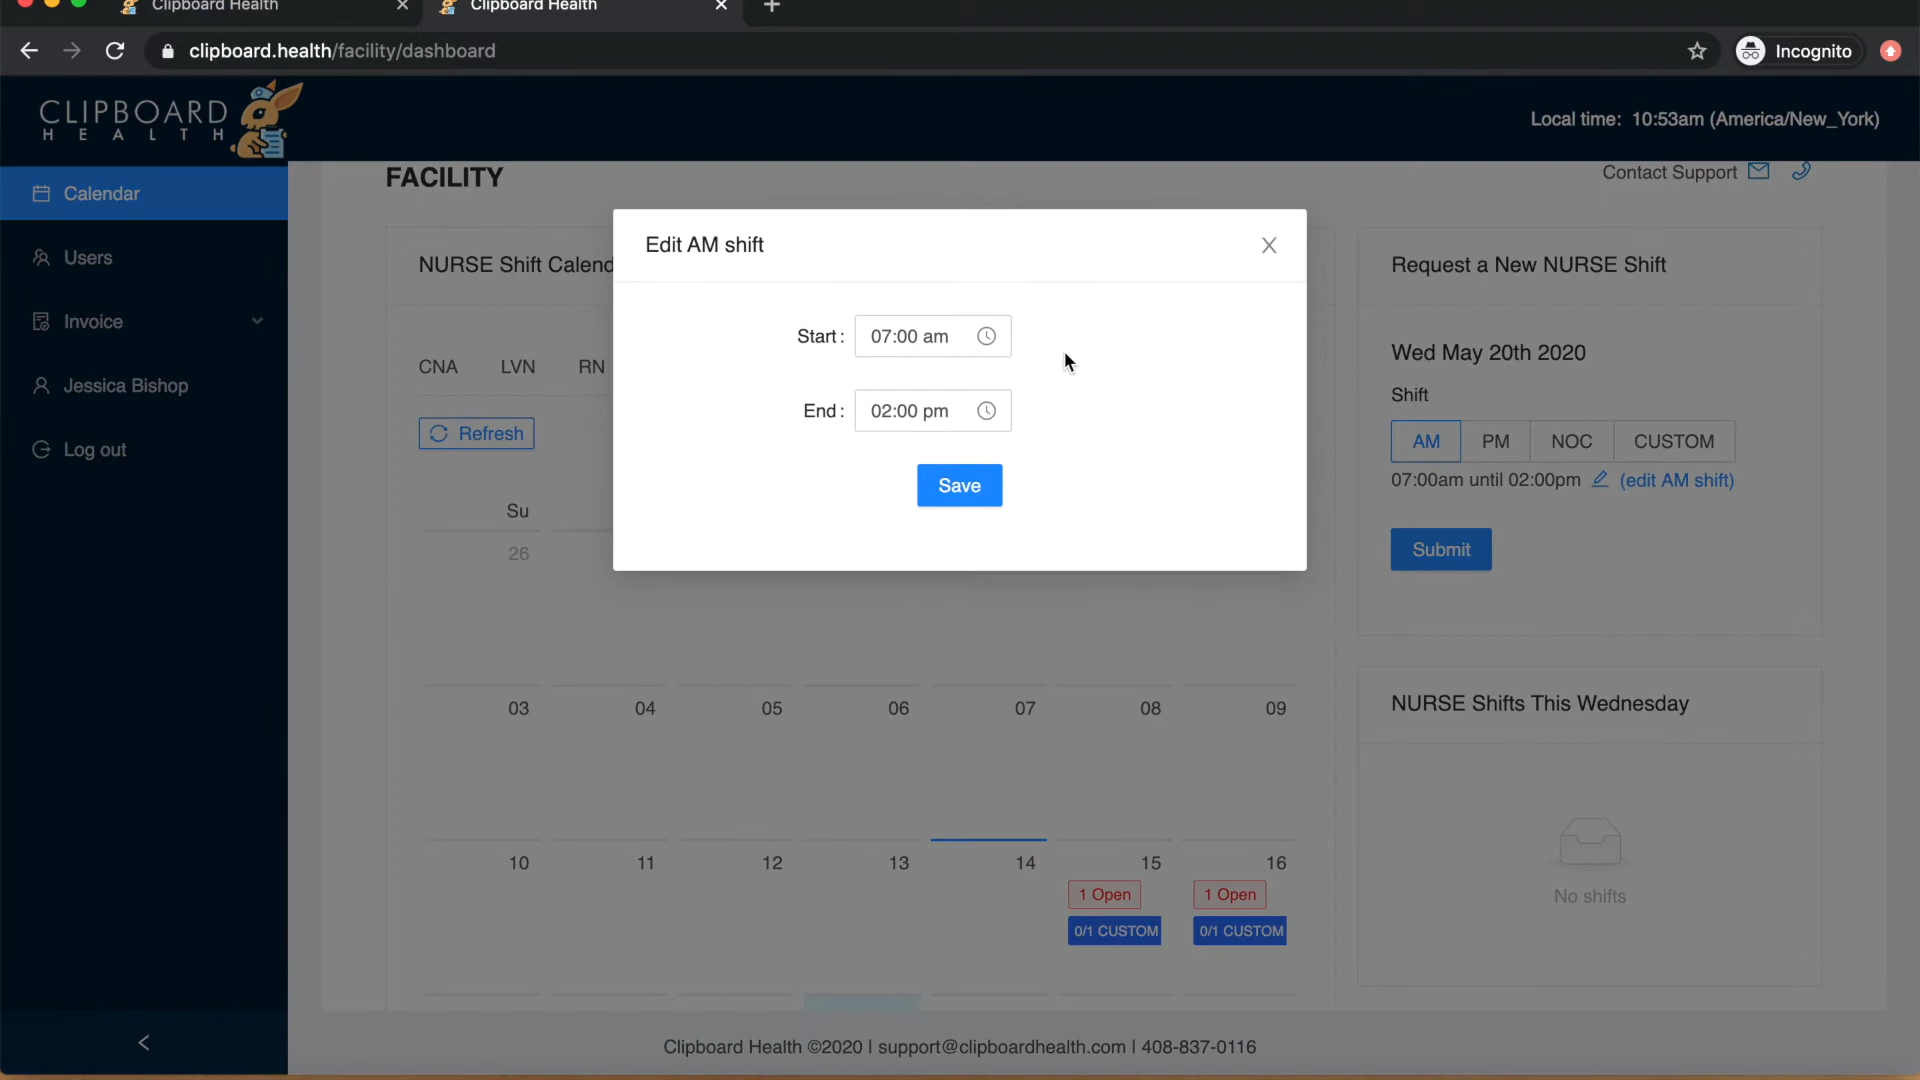 Clipboard Health
Clipboard Health
clipboard.health/facility/dashboard
Incognito
CLIPBOARD
HEALTH
Local time: 10:53am (America/New_York)
Calendar
Users
Invoice
Jessica Bishop
Log out
FACILITY
Contact Support
NURSE Shift Calend
CNA LVN RN
Refresh
Su
26
03 04 05 06 07 08 09
10 11 12 13 14 15 16
1 Open 1 Open
0/1 CUSTOM 0/1 CUSTOM
Edit AM shift
Start: 07:00 am
End: 02:00 pm
Save
Request a New NURSE Shift
Wed May 20th 2020
Shift
AM PM NOC CUSTOM
07:00am until 02:00pm (edit AM shift)
Submit
NURSE Shifts This Wednesday
No shifts
Clipboard Health ©2020 | support@clipboardhealth.com | 408-837-0116